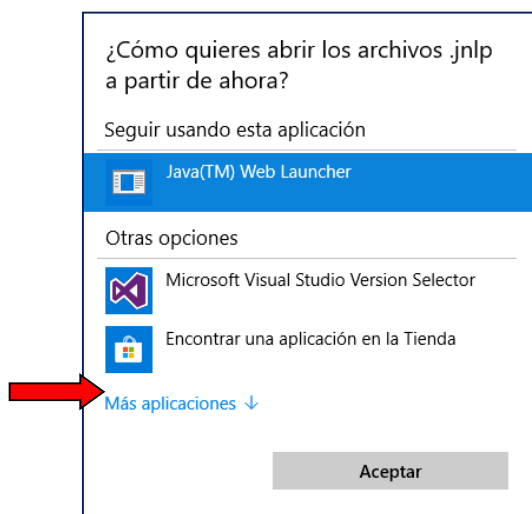 ¿Cómo quieres abrir los archivos .jnlp
a partir de ahora?
Seguir usando esta aplicación
Java(TM) Web Launcher
Otras opciones
Microsoft Visual Studio Version Selector
Encontrar una aplicación en la Tienda
Más aplicaciones ↓
Aceptar